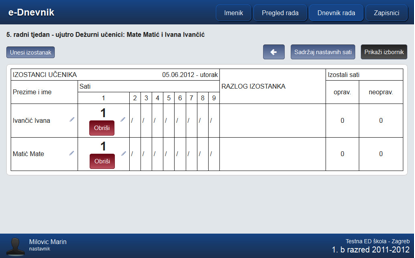 e-Dnevnik
Imenik Pregled rada Dnevnik rada Zapisnici
5. radni tjedan - ujutro Dežurni učenici: Mate Matić i Ivana Ivančić
Unesi izostanak
Sadržaj nastavnih sati Prikaži izbornik
IZOSTANCI UČENIKA 05.06.2012 - utorak RAZLOG IZOSTANKA Izostali sati
Prezime i ime Sati oprav. neoprav.
1 2 3 4 5 6 7 8 9
Ivančić Ivana 1 / / / / / / / / 0 0
Obriši
Matić Mate 1 / / / / / / / / 0 0
Obriši
Milovic Marin
nastavnik
Testna ED Škola - Zagreb
1. b razred 2011-2012